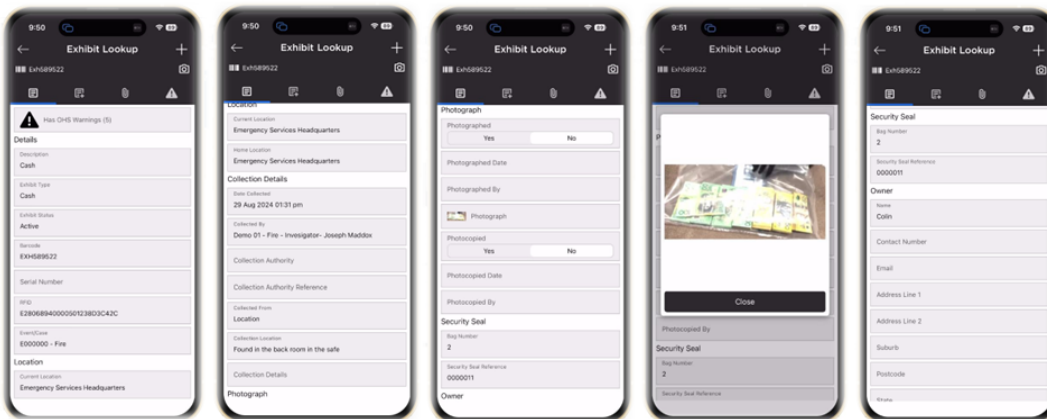 9:50
Exhibit Lookup
Exh589522
Has OHS Warnings (5)
Details
Description
Cash
Exhibit Type
Cash
Exhibit Status
Active
Barcode
EXH589522
Serial Number
RFID
E28068940000501238D3C42C
Event/Case
E000000 - Fire
Location
Current Location
Emergency Services Headquarters
9:50
Exhibit Lookup
Exh589522
Location
Current Location
Emergency Services Headquarters
Home Location
Emergency Services Headquarters
Collection Details
Date Collected
29 Aug 2024 01:31 pm
Collected By
Demo 01 - Fire - Invesigator- Joseph Maddox
Collection Authority
Collection Authority Reference
Collected From
Location
Collection Location
Found in the back room in the safe
Collection Details
Photograph
9:50
Exhibit Lookup
Exh589522
Photograph
Photographed
Yes No
Photographed Date
Photographed By
Photograph
Photocopied
Yes No
Photocopied Date
Photocopied By
Security Seal
Bag Number
2
Security Seal Reference
0000011
Owner
9:51
Exhibit Lookup
Exh589522
Close
Photocopied By
Security Seal
Bag Number
2
Security Seal Reference
9:51
Exhibit Lookup
Exh589522
Security Seal
Bag Number
2
Security Seal Reference
0000011
Owner
Name
Colin
Contact Number
Email
Address Line 1
Address Line 2
Suburb
Postcode
State